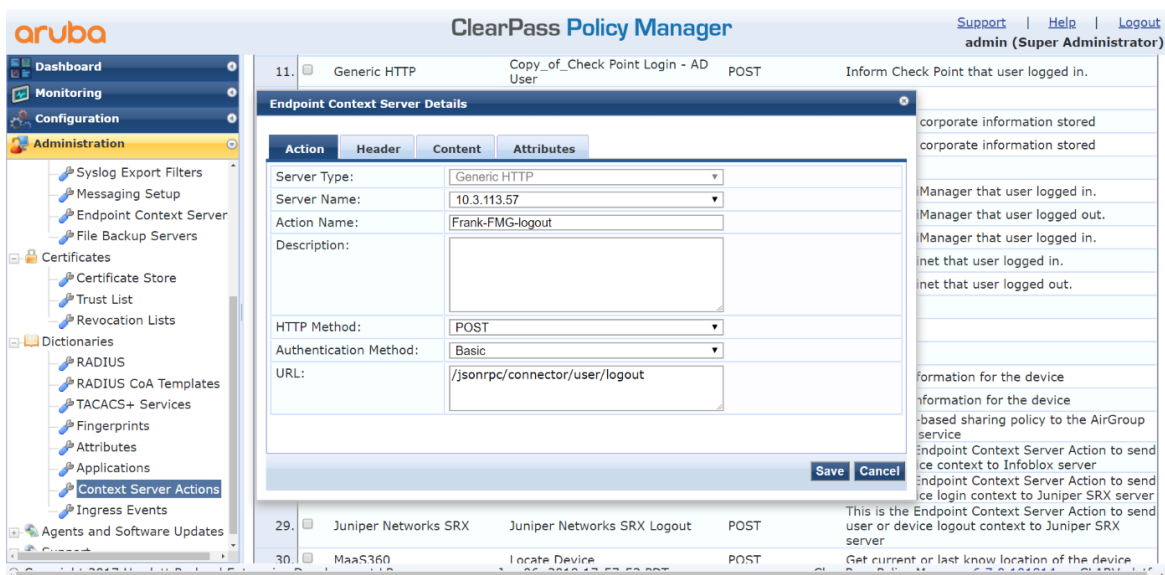 aruba
ClearPass Policy Manager
Support | Help | Logout
admin (Super Administrator)
Dashboard
Monitoring
Configuration
Administration
Syslog Export Filters
Messaging Setup
Endpoint Context Server
File Backup Servers
Certificates
Certificate Store
Trust List
Revocation Lists
Dictionaries
RADIUS
RADIUS CoA Templates
TACACS+ Services
Fingerprints
Attributes
Applications
Context Server Actions
Ingress Events
Agents and Software Updates
11. Generic HTTP Copy_of_Check Point Login - AD User POST Inform Check Point that user logged in.
Endpoint Context Server Details
Action Header Content Attributes
Server Type: Generic HTTP
Server Name: 10.3.113.57
Action Name: Frank-FMG-logout
Description:
HTTP Method: POST
Authentication Method: Basic
URL: /jsonrpc/connector/user/logout
Save Cancel
corporate information stored
corporate information stored
iManager that user logged in.
iManager that user logged out.
iManager that user logged in.
inet that user logged in.
inet that user logged out.
formation for the device
nformation for the device
-based sharing policy to the AirGroup
service
Endpoint Context Server Action to send
ice context to Infoblox server
Endpoint Context Server Action to send
ice login context to Juniper SRX server
29. Juniper Networks SRX Juniper Networks SRX Logout POST This is the Endpoint Context Server Action to send
user or device logout context to Juniper SRX
server
30. MaaS360 Locate Device POST Get current or last know location of the device